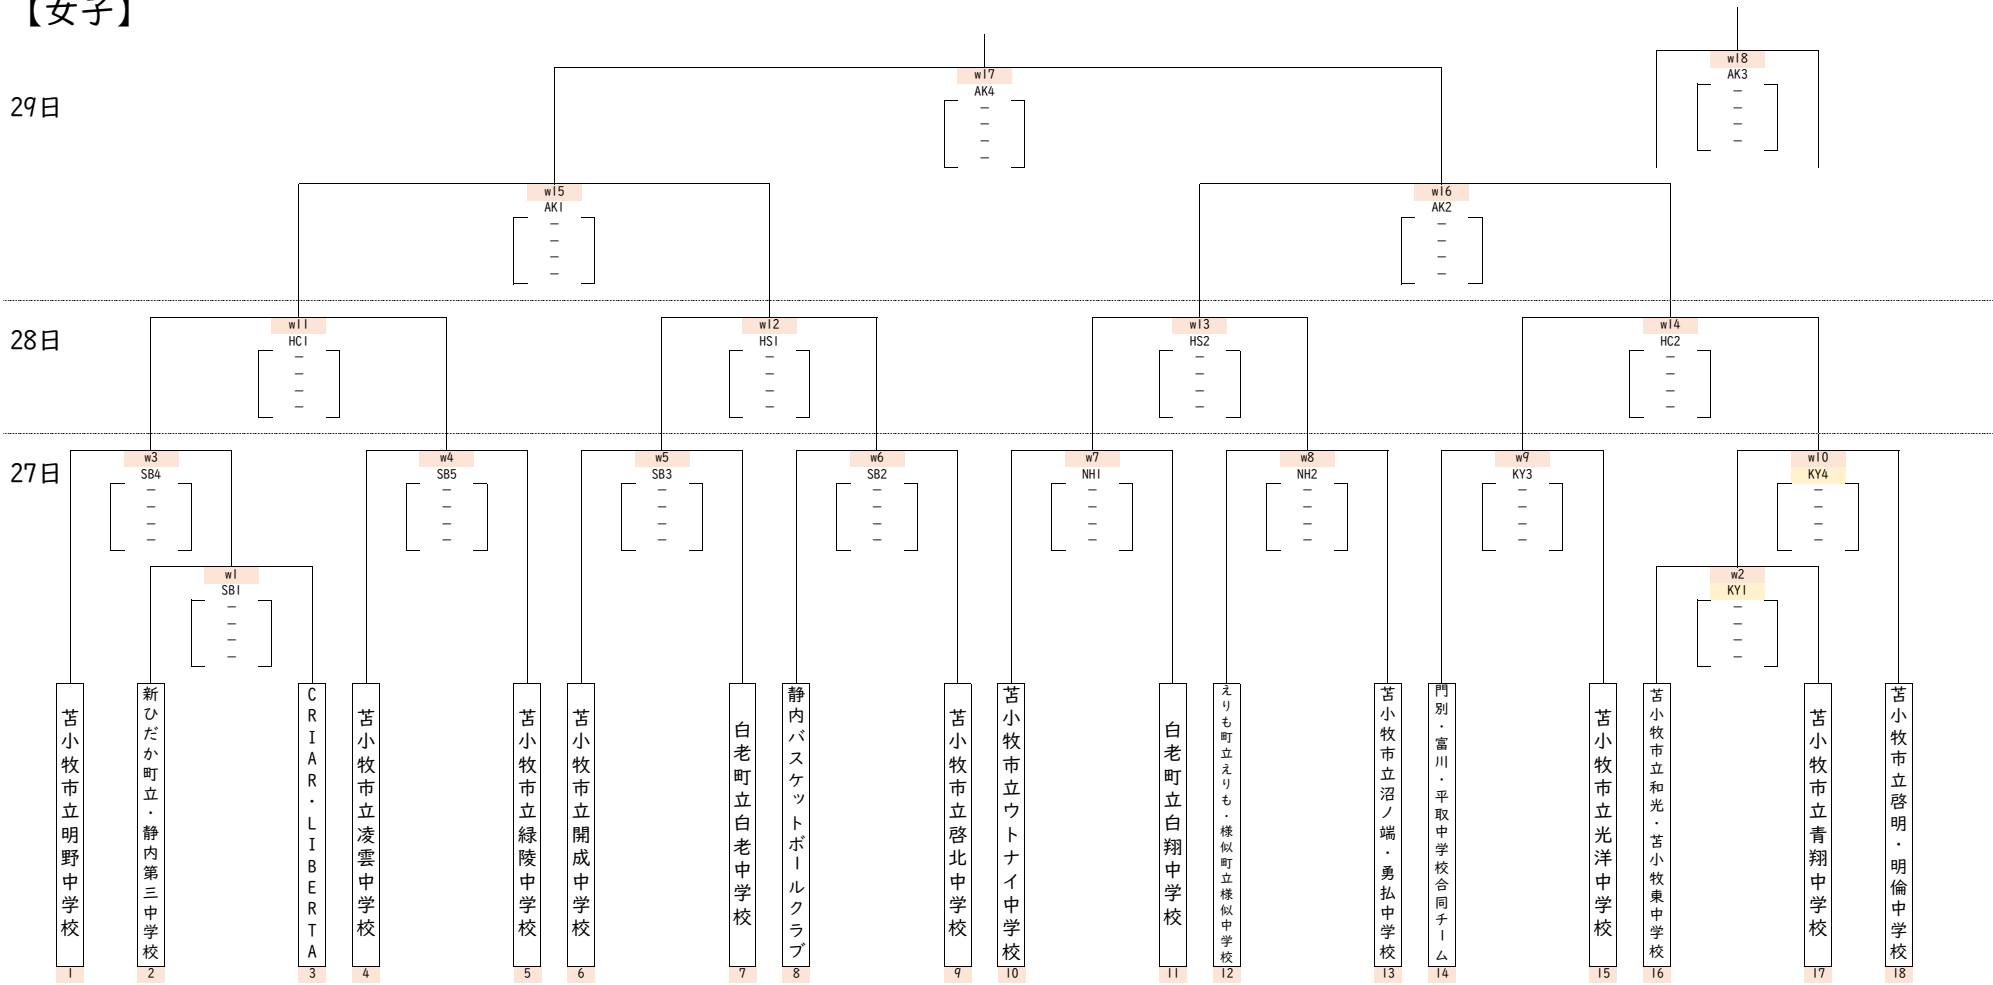 【女子】
w18
AK3
w17
AK4
29日
w15
AK1
w16
AK2
28日
w11
HC1
w12
HS1
w13
HS2
w14
HC2
27日
w3
SB4
w4
SB5
w5
SB3
w6
SB2
w7
NH1
w8
NH2
w9
KY3
w10
KY4
w1
SB1
w2
KY1
苫小牧市立明野中学校
新ひだか町立・静内第三中学校
CRIAR・LIBERTA
苫小牧市立凌雲中学校
苫小牧市立緑陵中学校
苫小牧市立開成中学校
白老町立白老中学校
静内バスケットボールクラブ
苫小牧市立啓北中学校
苫小牧市立ウトナイ中学校
白老町立白翔中学校
えりも町立えりも・様似町立様似中学校
苫小牧市立沼ノ端・勇払中学校
門別・富川・平取中学校合同チーム
苫小牧市立光洋中学校
苫小牧市立和光・苫小牧東中学校
苫小牧市立青翔中学校
苫小牧市立啓明・明倫中学校
1 2 3 4 5 6 7 8 9 10 11 12 13 14 15 16 17 18